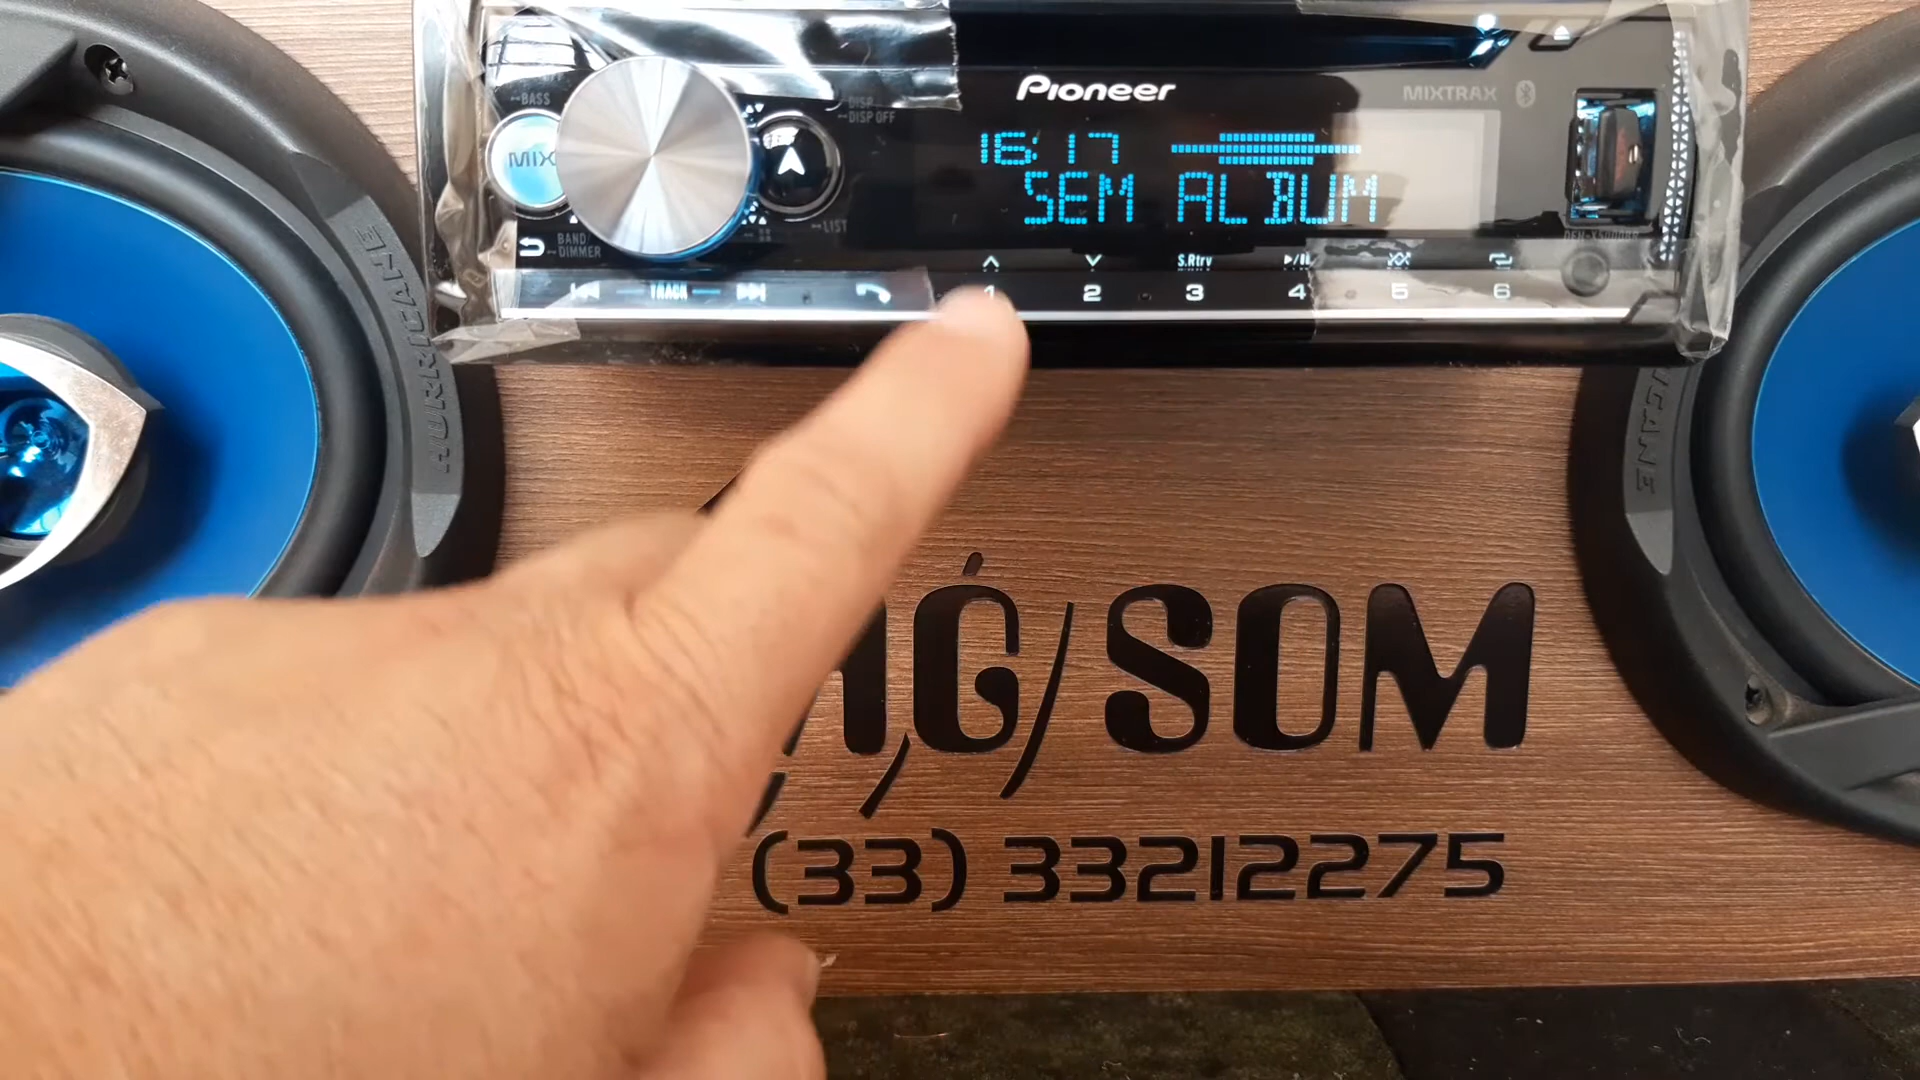 Pioneer
MIXTRAX
BASS
DISP
DISP OFF
MIX
16:17
SEM ALBUM
LIST
BAND
DIMMER
S.Rtrv
TRACK
1 2 3 4 5 6
HURRICANE
G/SOM
(33) 33212275